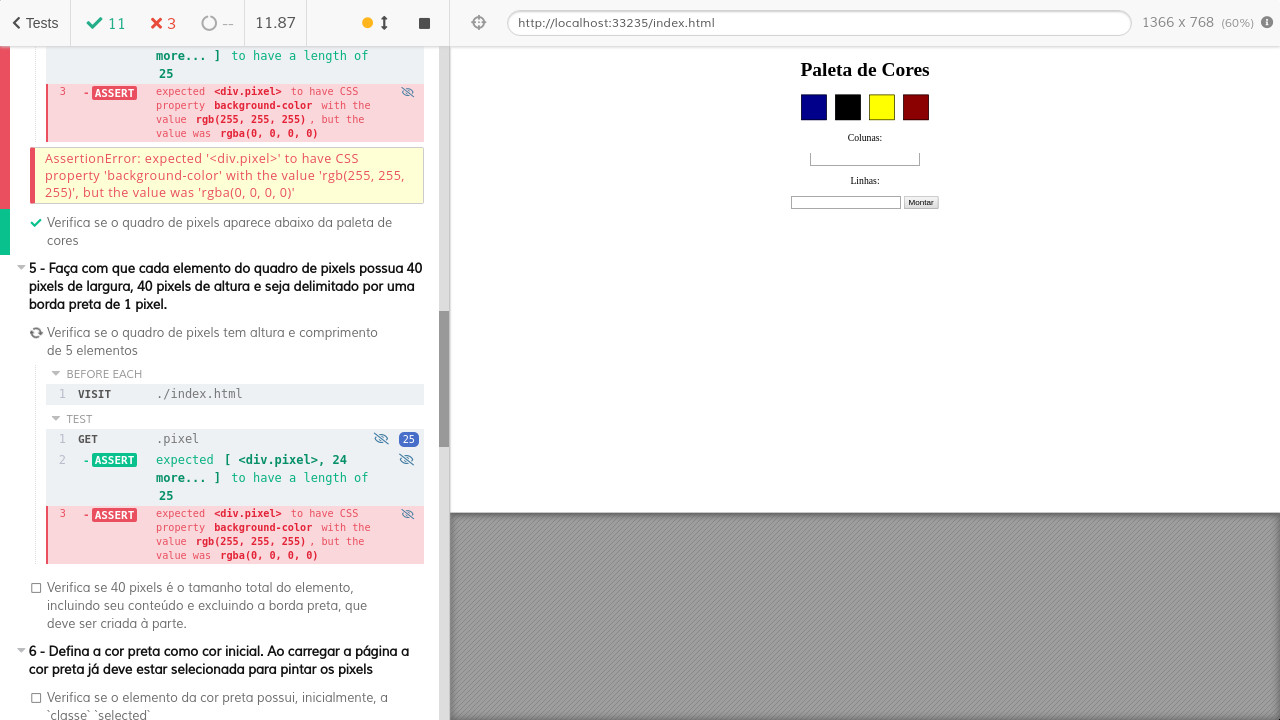 Tests 11 3 -- 11.87 http://localhost:33235/index.html 1366 x 768 (60%)
more... ] to have a length of
25
3 - ASSERT expected <div.pixel> to have CSS
property background-color with the
value rgb(255, 255, 255) , but the
value was rgba(0, 0, 0, 0)
AssertionError: expected '<div.pixel>' to have CSS
property 'background-color' with the value 'rgb(255, 255,
255)', but the value was 'rgba(0, 0, 0, 0)'
Verifica se o quadro de pixels aparece abaixo da paleta de
cores
5 - Faça com que cada elemento do quadro de pixels possua 40
pixels de largura, 40 pixels de altura e seja delimitado por uma
borda preta de 1 pixel.
Verifica se o quadro de pixels tem altura e comprimento
de 5 elementos
BEFORE EACH
1 VISIT ./index.html
TEST
1 GET .pixel 25
2 - ASSERT expected [ <div.pixel>, 24
more... ] to have a length of
25
3 - ASSERT expected <div.pixel> to have CSS
property background-color with the
value rgb(255, 255, 255) , but the
value was rgba(0, 0, 0, 0)
Verifica se 40 pixels é o tamanho total do elemento,
incluindo seu conteúdo e excluindo a borda preta, que
deve ser criada à parte.
6 - Defina a cor preta como cor inicial. Ao carregar a página a
cor preta já deve estar selecionada para pintar os pixels
Verifica se o elemento da cor preta possui, inicialmente, a
`classe` `selected`
Paleta de Cores
Colunas:
Linhas:
Montar